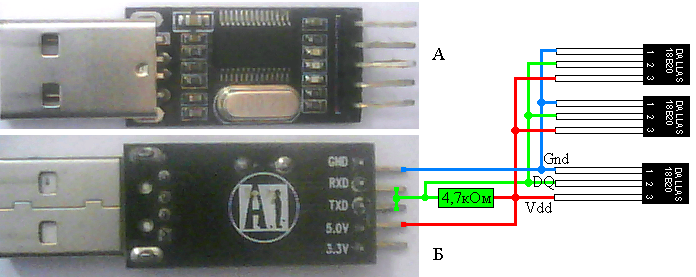 А
1
2
3
DALLAS
18B20
1
2
3
DALLAS
18B20
Gnd
DQ
Vdd
4,7кОм
1
2
3
DALLAS
18B20
GND
RXD
TXD
5.0V
3.3V
Б